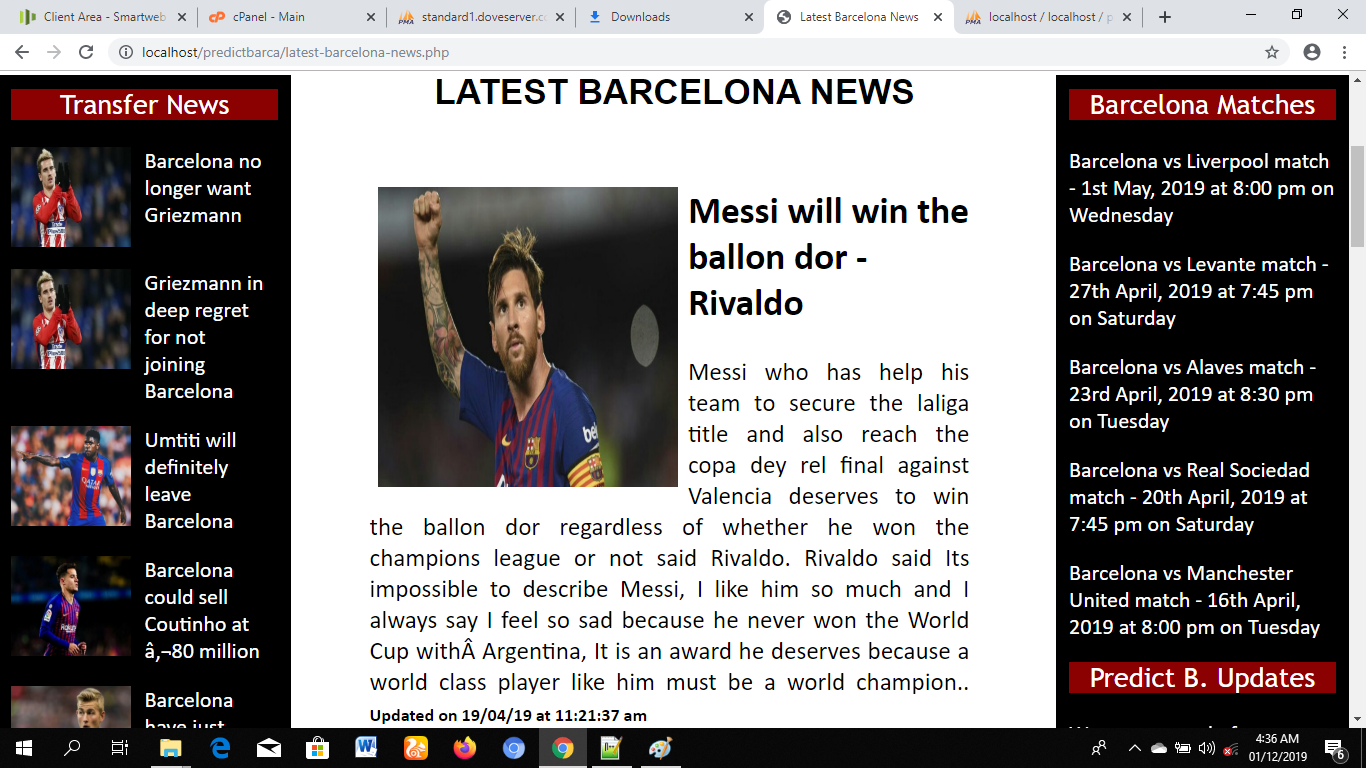 Client Area - Smartweb
cPanel - Main
standard1.doveserver.c
Downloads
Latest Barcelona News
localhost / localhost / p
localhost/predictbarca/latest-barcelona-news.php
Transfer News
Barcelona no
longer want
Griezmann
Griezmann in
deep regret
for not
joining
Barcelona
Umtiti will
definitely
leave
Barcelona
Barcelona
could sell
Coutinho at
â‚¬80 million
Barcelona
have just
LATEST BARCELONA NEWS
Messi will win the
ballon dor -
Rivaldo
Messi who has help his
team to secure the laliga
title and also reach the
copa dey rel final against
Valencia deserves to win
the ballon dor regardless of whether he won the
champions league or not said Rivaldo. Rivaldo said Its
impossible to describe Messi, I like him so much and I
always say I feel so sad because he never won the World
Cup withÂ Argentina, It is an award he deserves because a
world class player like him must be a world champion..
Updated on 19/04/19 at 11:21:37 am
Barcelona Matches
Barcelona vs Liverpool match
- 1st May, 2019 at 8:00 pm on
Wednesday
Barcelona vs Levante match -
27th April, 2019 at 7:45 pm
on Saturday
Barcelona vs Alaves match -
23rd April, 2019 at 8:30 pm
on Tuesday
Barcelona vs Real Sociedad
match - 20th April, 2019 at
7:45 pm on Saturday
Barcelona vs Manchester
United match - 16th April,
2019 at 8:00 pm on Tuesday
Predict B. Updates
4:36 AM
01/12/2019
6